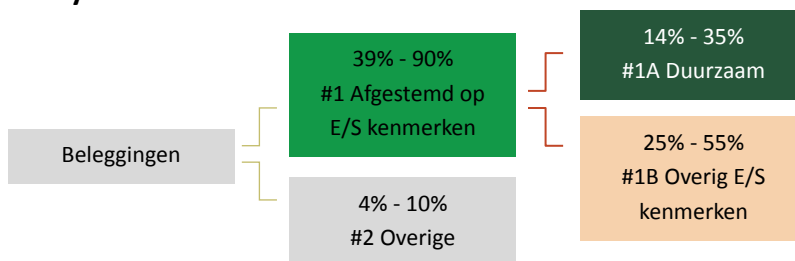 Beleggingen
39% - 90%
#1 Afgestemd op
E/S kenmerken
4% - 10%
#2 Overige
14% - 35%
#1A Duurzaam
25% - 55%
#1B Overig E/S
kenmerken